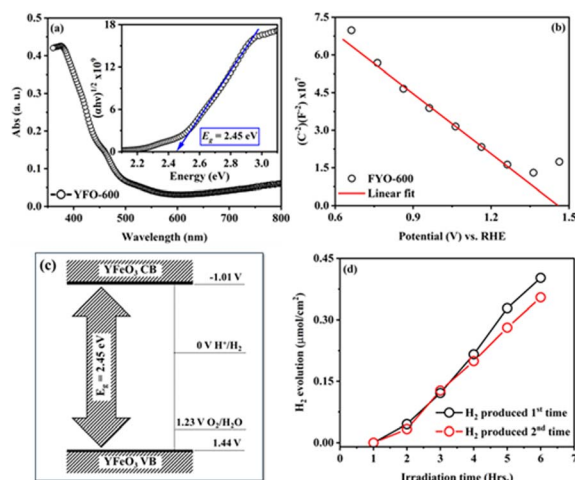 (a)
Abs (a. u.)
0.5
0.4
0.3
0.2
0.1
0.0
400 500 600 700 800
Wavelength (nm)
YFO-600
(αhν)^1/2 x10^9
18
12
6
0
2.2 2.4 2.6 2.8 3.0
Energy (eV)
E_g = 2.45 eV
(b)
(C^-2)(F^-2) x10^7
7.5
6.0
4.5
3.0
1.5
0.0
0.6 0.9 1.2 1.5
Potential (V) vs. RHE
FYO-600
Linear fit
(c)
YFeO₃ CB
-1.01 V
E_g = 2.45 eV
0 V H⁺/H₂
1.23 V O₂/H₂O
1.44 V
YFeO₃ VB
(d)
H₂ evolution (μmol/cm²)
0.45
0.30
0.15
0.00
0 1 2 3 4 5 6 7
Irradiation time (Hrs.)
H₂ produced 1st time
H₂ produced 2nd time